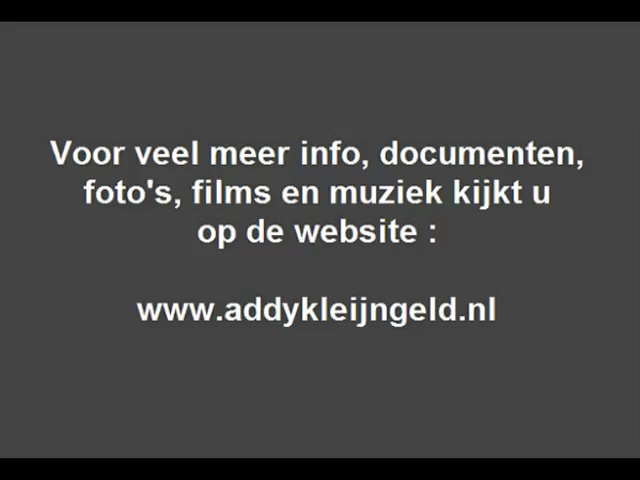 Voor veel meer info, documenten,
foto's, films en muziek kijkt u
op de website :
www.addykleijngeld.nl